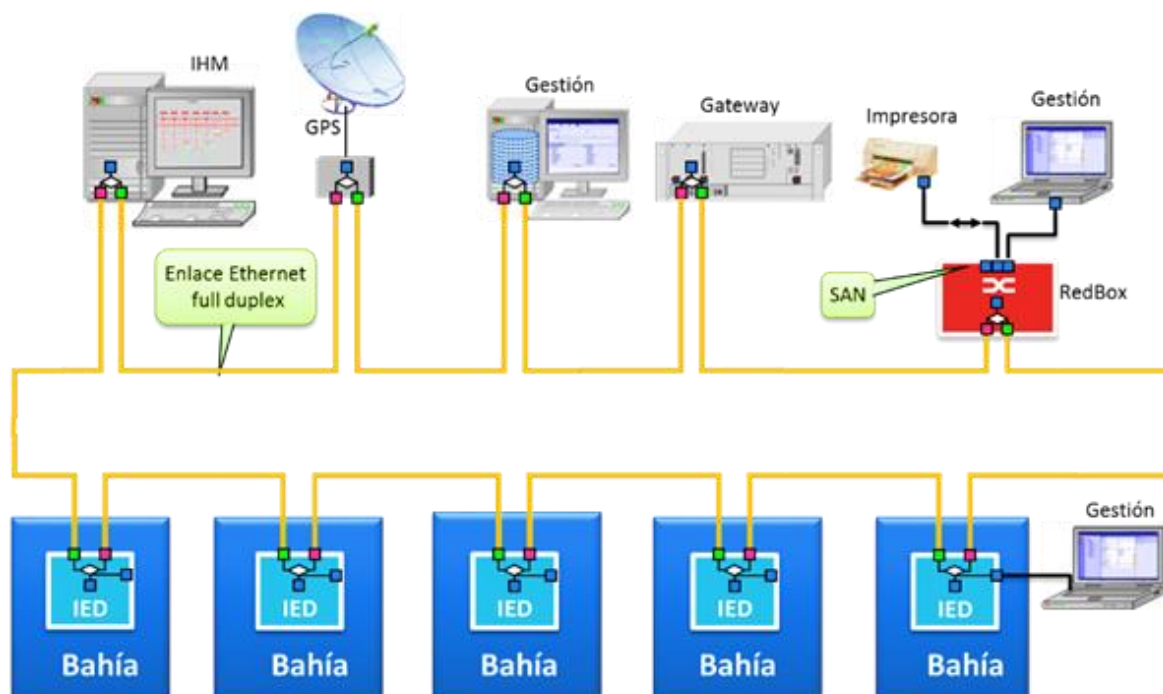 IHM
GPS
Gestión
Gateway
Impresora
Gestión
Enlace Ethernet
full duplex
SAN
RedBox
Gestión
IED
IED
IED
IED
IED
Bahía
Bahía
Bahía
Bahía
Bahía